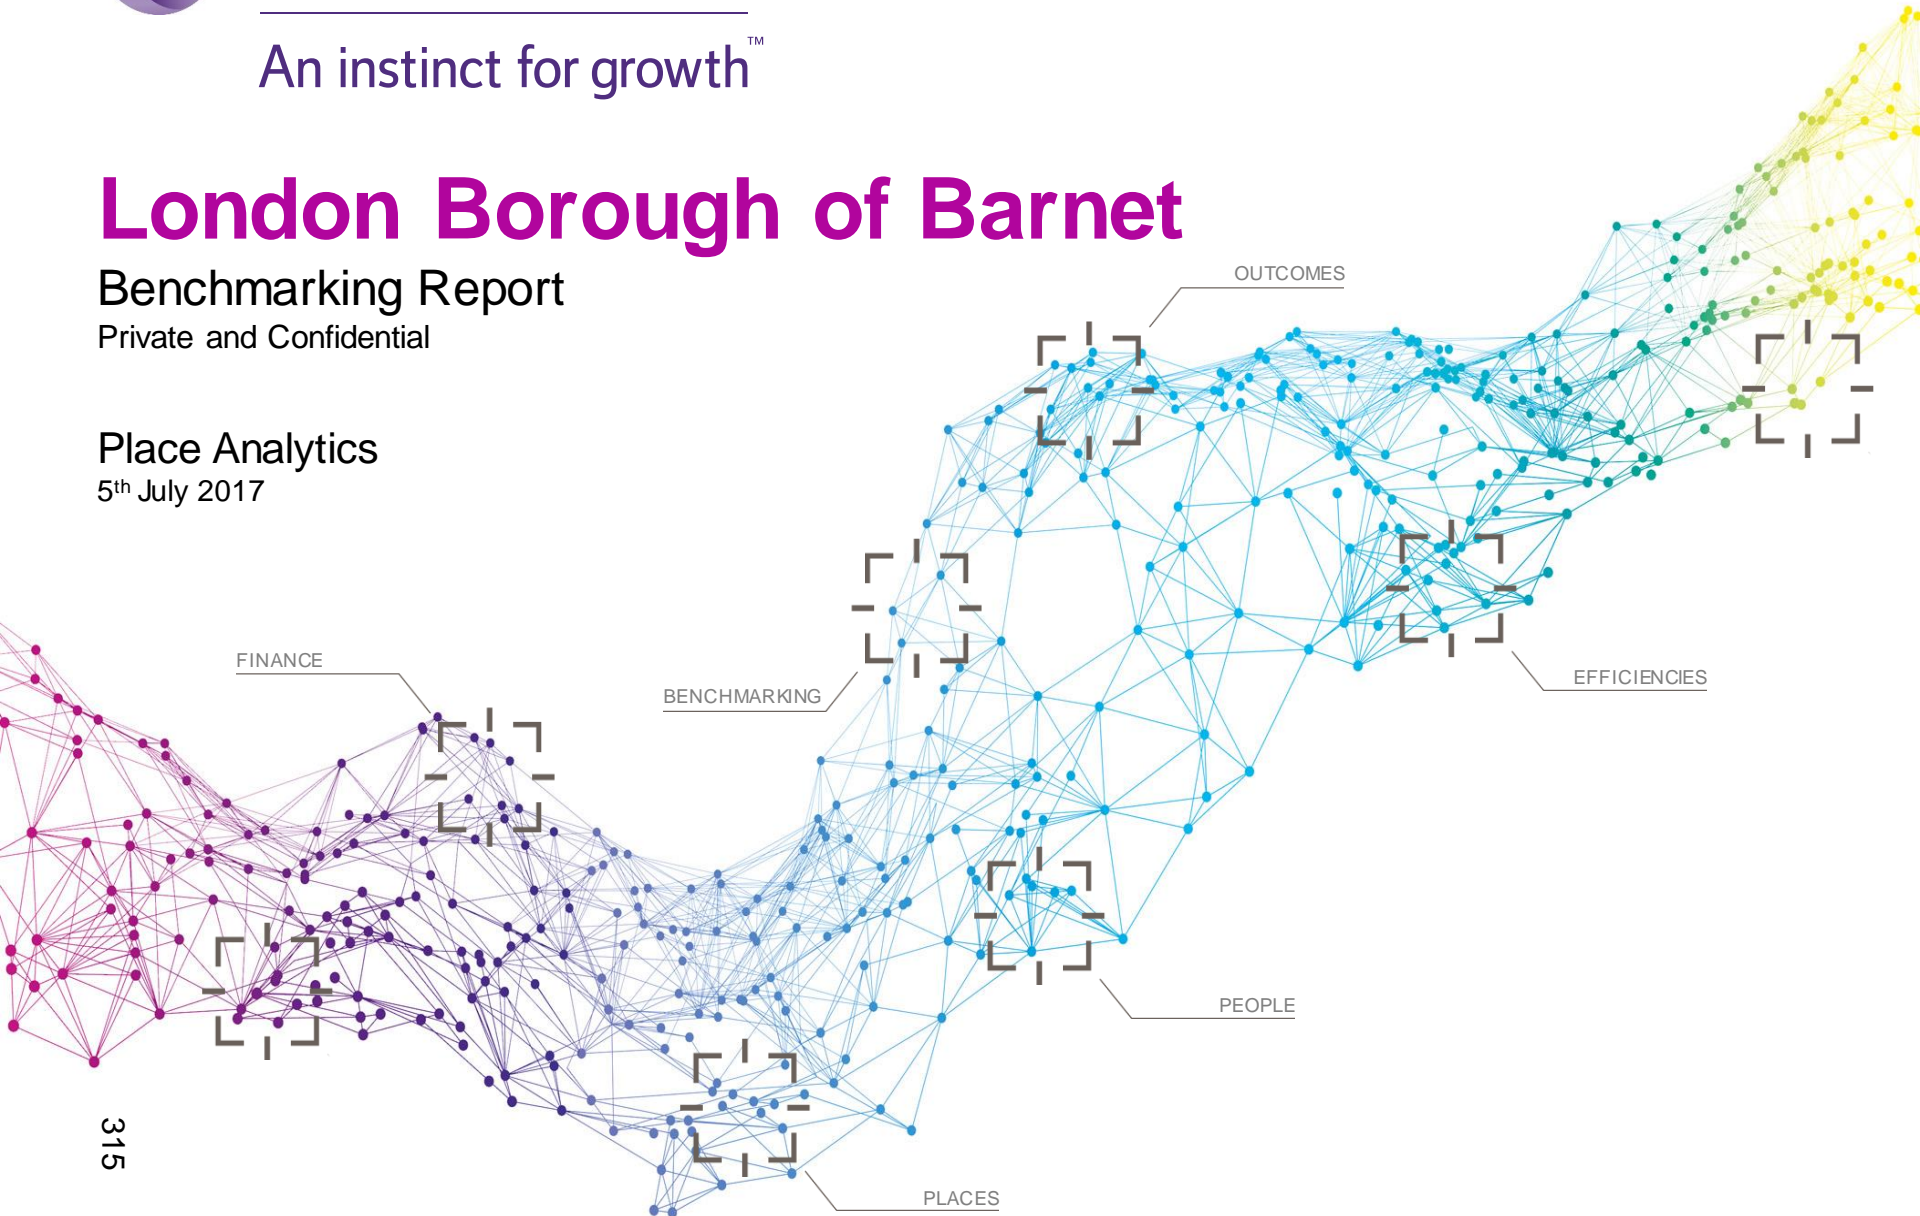 An instinct for growth™
London Borough of Barnet
Benchmarking Report
Private and Confidential
Place Analytics
5th July 2017
OUTCOMES
FINANCE
BENCHMARKING
EFFICIENCIES
PEOPLE
PLACES
315